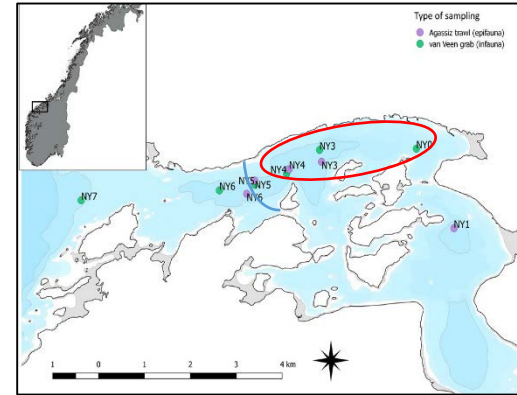 Type of sampling
Agassiz trawl (epifauna)
van Veen grab (infauna)
NY3
NY0
NY4
NY4
NY3
NY5
NY5
NY6
NY6
NY7
NY1
1 0 1 2 3 4 km